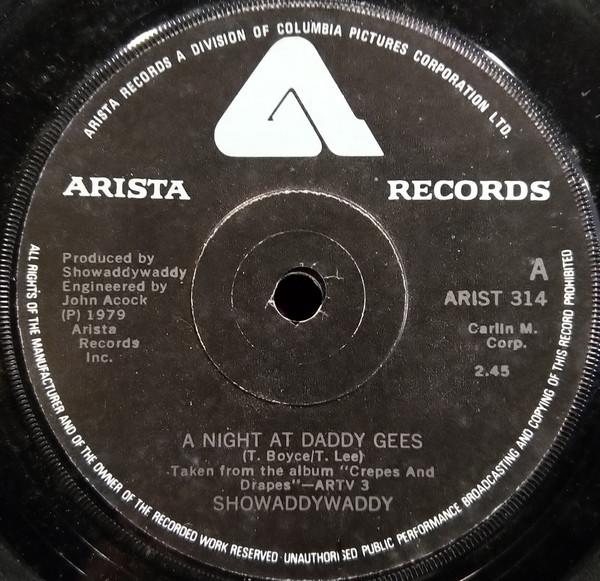 ARISTA RECORDS A DIVISION OF COLUMBIA PICTURES CORPORATION LTD.
ARISTA RECORDS
Produced by
Showaddywaddy
Engineered by
John Acock
(P) 1979
Arista
Records
Inc.
A
ARIST 314
Carlin M.
Corp.
2.45
A NIGHT AT DADDY GEES
(T. Boyce/T. Lee)
Taken from the album "Crepes And
Drapes"—ARTV 3
SHOWADDYWADDY
ALL RIGHTS OF THE MANUFACTURER AND OF THE OWNER OF THE RECORDED WORK RESERVED UNAUTHORISED PUBLIC PERFORMANCE BROADCASTING AND COPYING OF THIS RECORD PROHIBITED